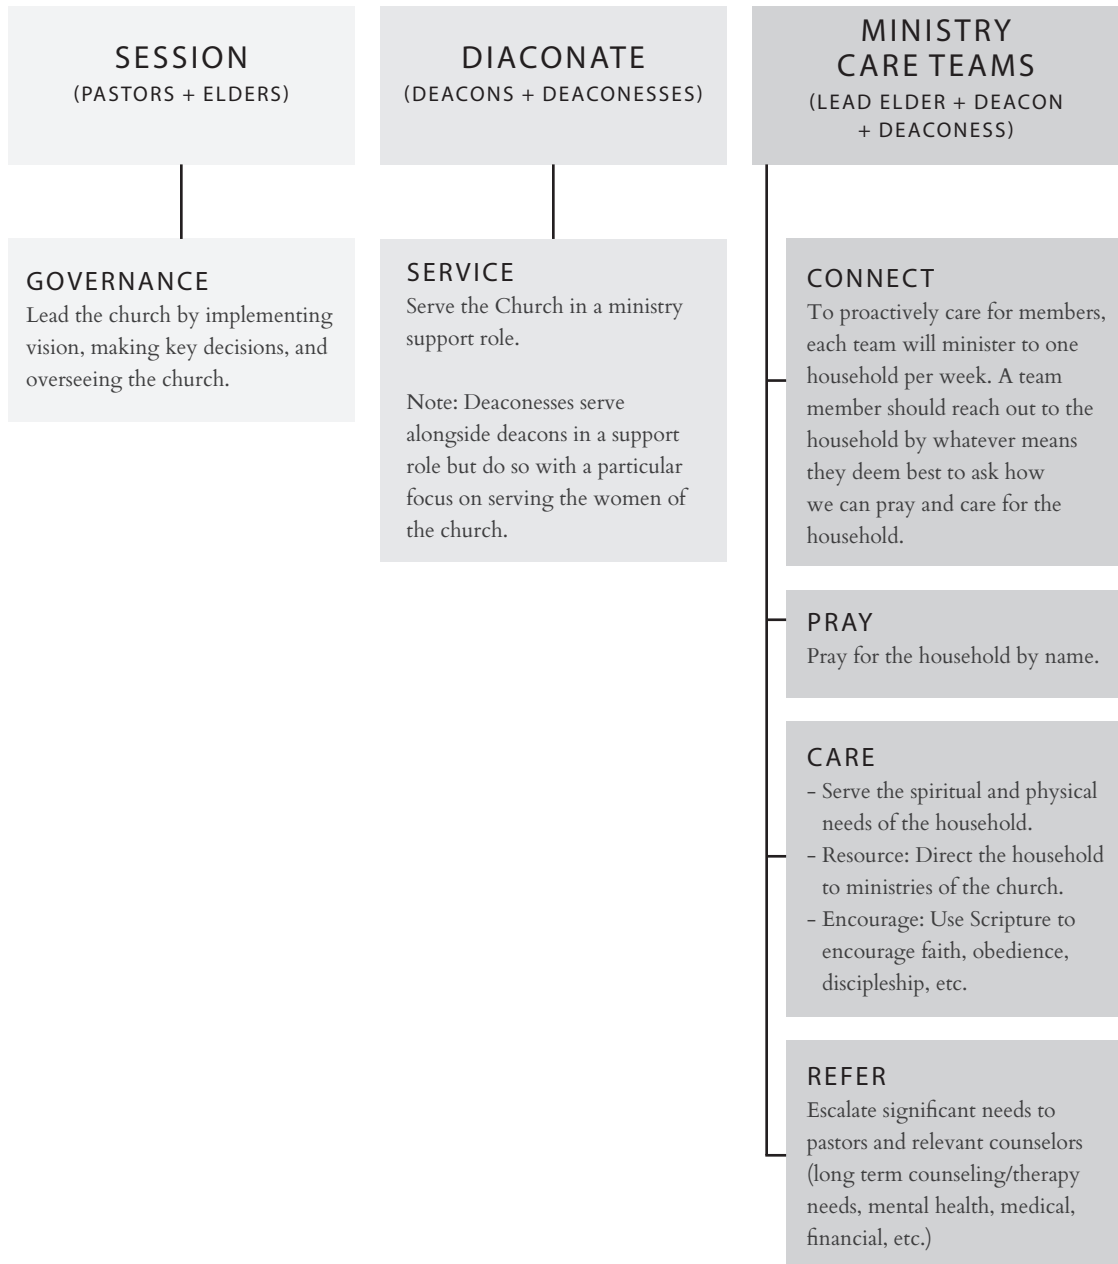 SESSION
(PASTORS + ELDERS)
GOVERNANCE
Lead the church by implementing
vision, making key decisions, and
overseeing the church.
DIACONATE
(DEACONS + DEACONESSES)
SERVICE
Serve the Church in a ministry
support role.
Note: Deaconesses serve
alongside deacons in a support
role but do so with a particular
focus on serving the women of
the church.
MINISTRY
CARE TEAMS
(LEAD ELDER + DEACON
+ DEACONESS)
CONNECT
To proactively care for members,
each team will minister to one
household per week. A team
member should reach out to the
household by whatever means
they deem best to ask how
we can pray and care for the
household.
PRAY
Pray for the household by name.
CARE
- Serve the spiritual and physical
needs of the household.
- Resource: Direct the household
to ministries of the church.
- Encourage: Use Scripture to
encourage faith, obedience,
discipleship, etc.
REFER
Escalate significant needs to
pastors and relevant counselors
(long term counseling/therapy
needs, mental health, medical,
financial, etc.)